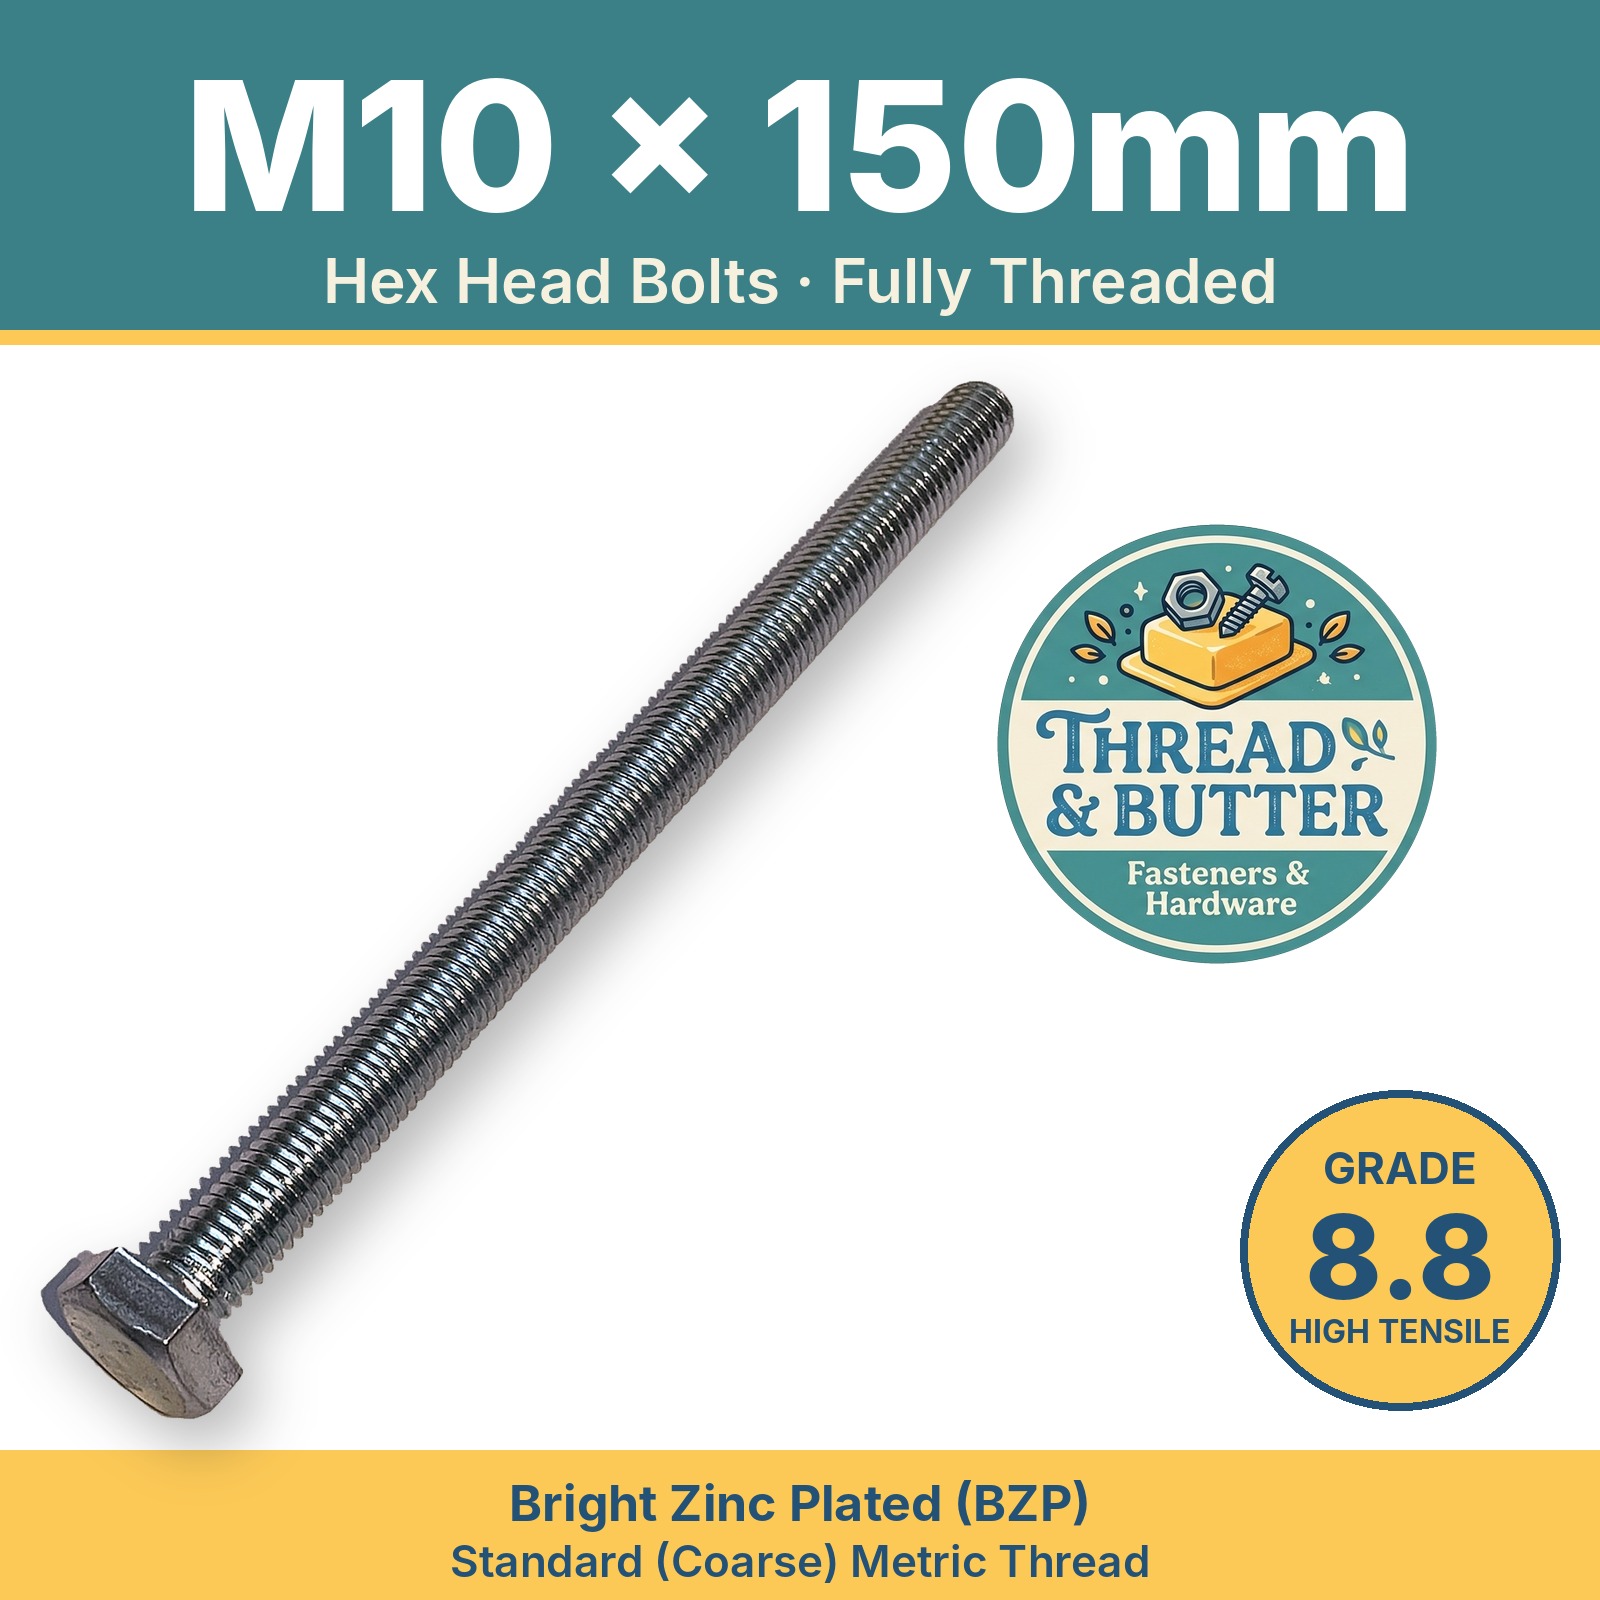 M10 × 150mm
Hex Head Bolts · Fully Threaded
THREAD
& BUTTER
Fasteners &
Hardware
GRADE
8.8
HIGH TENSILE
Bright Zinc Plated (BZP)
Standard (Coarse) Metric Thread